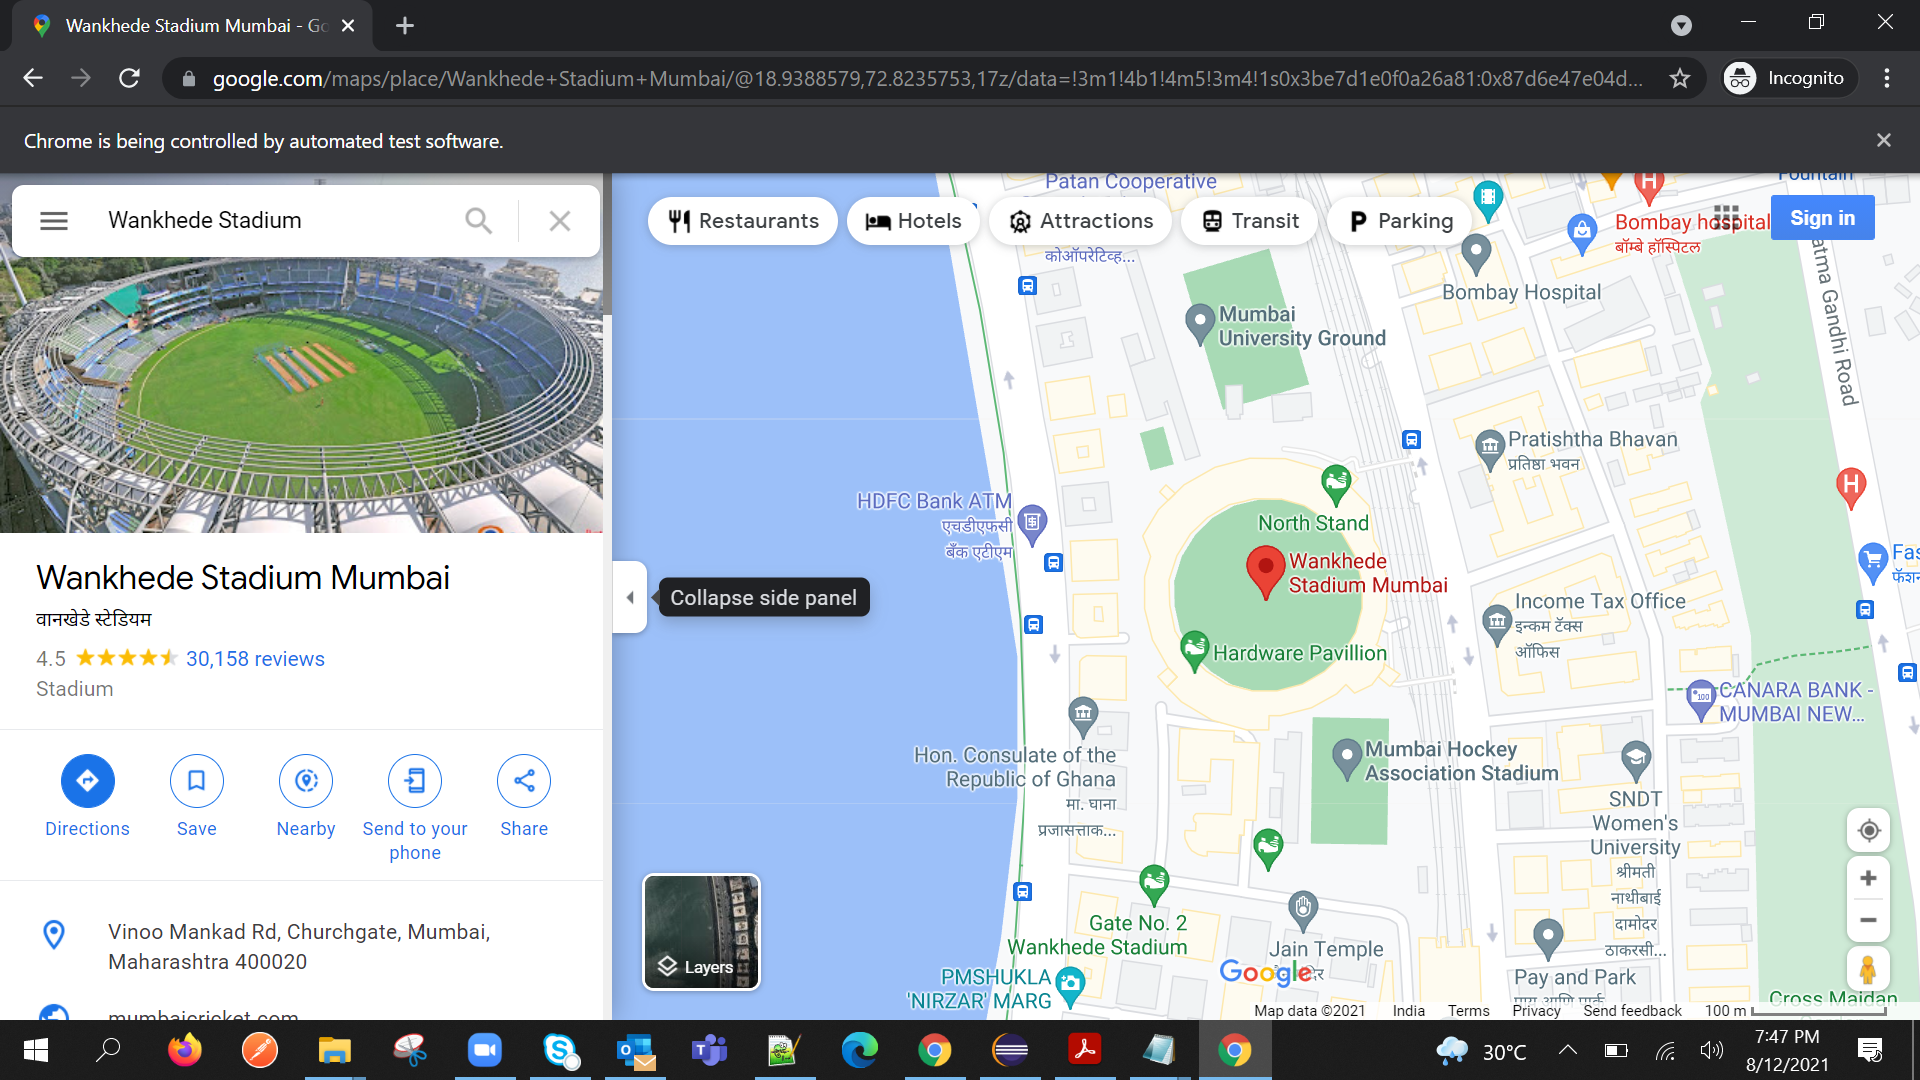 Wankhede Stadium Mumbai - Go
google.com/maps/place/Wankhede+Stadium+Mumbai/@18.9388579,72.8235753,17z/data=!3m1!4b1!4m5!3m4!1s0x3be7d1e0f0a26a81:0x87d6e47e04d...
Incognito
Chrome is being controlled by automated test software.
Wankhede Stadium
Wankhede Stadium Mumbai
वानखेडे स्टेडियम
4.5 30,158 reviews
Stadium
Directions
Save
Nearby
Send to your
phone
Share
Vinoo Mankad Rd, Churchgate, Mumbai,
Maharashtra 400020
mumbaicricket.com
Collapse side panel
Layers
Patan Cooperative
कोऑपरेटिव्ह...
Restaurants
Hotels
Attractions
Transit
Parking
Sign in
Fountain
Bombay hospital
बॉम्बे हॉस्पिटल
Bombay Hospital
atma Gandhi Road
Mumbai
University Ground
Pratishtha Bhavan
प्रतिष्ठा भवन
HDFC Bank ATM
एचडीएफसी
बँक एटीएम
North Stand
Wankhede
Stadium Mumbai
Fas
फॅशन
Income Tax Office
इन्कम टॅक्स
ऑफिस
Hardware Pavillion
CANARA BANK -
MUMBAI NEW...
100
Hon. Consulate of the
Republic of Ghana
मा. घाना
प्रजासत्ताक...
Mumbai Hockey
Association Stadium
SNDT
Women's
University
श्रीमती
नाथीबाई
दामोदर
ठाकरसी...
Gate No. 2
Wankhede Stadium
Jain Temple
PMSHUKLA
'NIRZAR' MARG
Google
Pay and Park
Cross Maidan
Map data ©2021 India Terms Privacy Send feedback 100 m
30°C
7:47 PM
8/12/2021